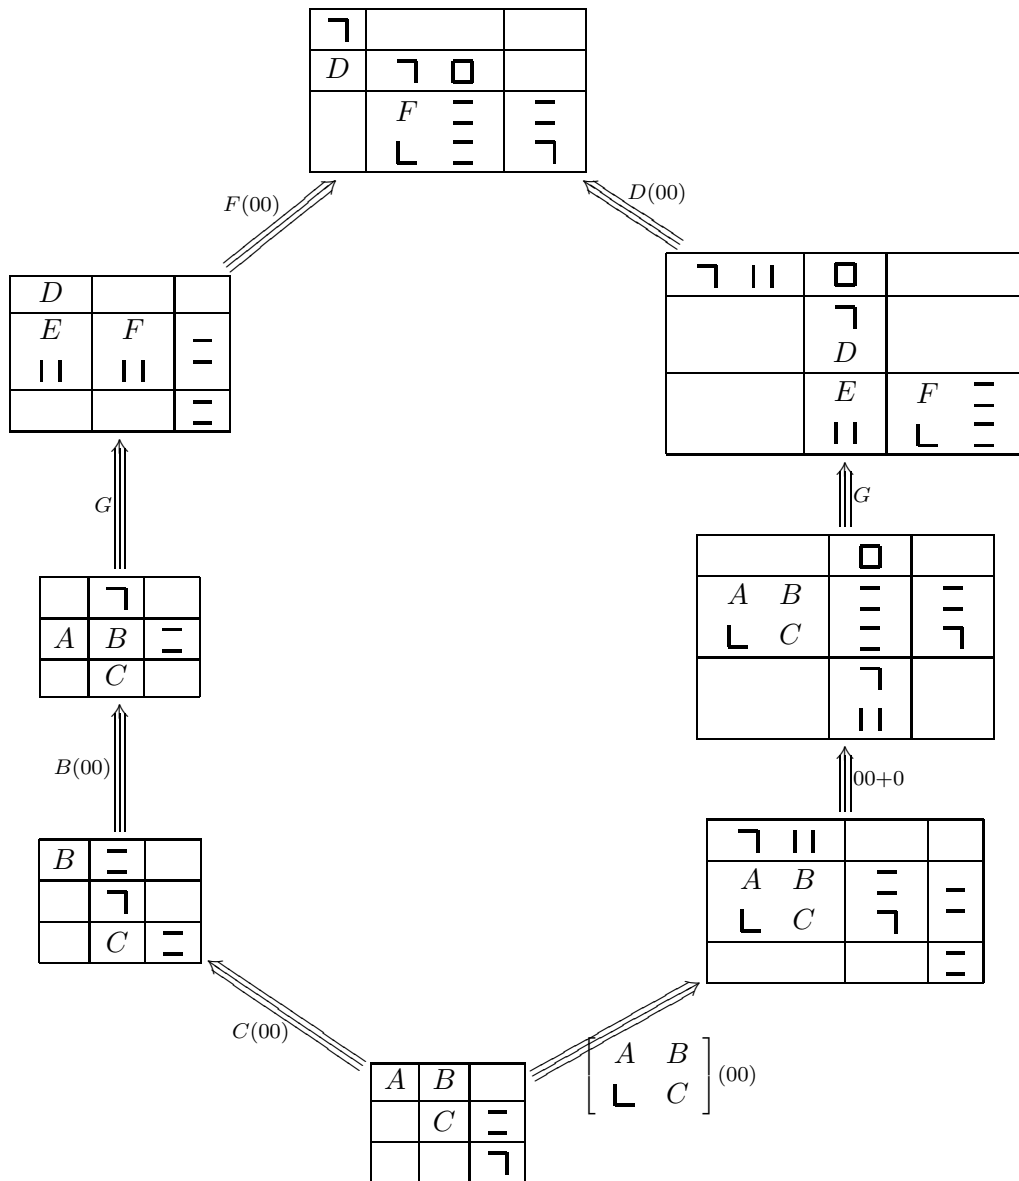 ┐
D ┐ □
F = =
└ = ┐
F(00)
D(00)
D
E F =
|| ||
=
┐ || □
┐
D
E F =
|| └ =
G
G
┐
A B =
C
□
A B = =
└ C = ┐
┐
||
B(00)
00+0
B =
┐
C =
┐ ||
A B = =
└ C ┐
=
C(00)
[ A B
└ C ](00)
A B
C =
┐